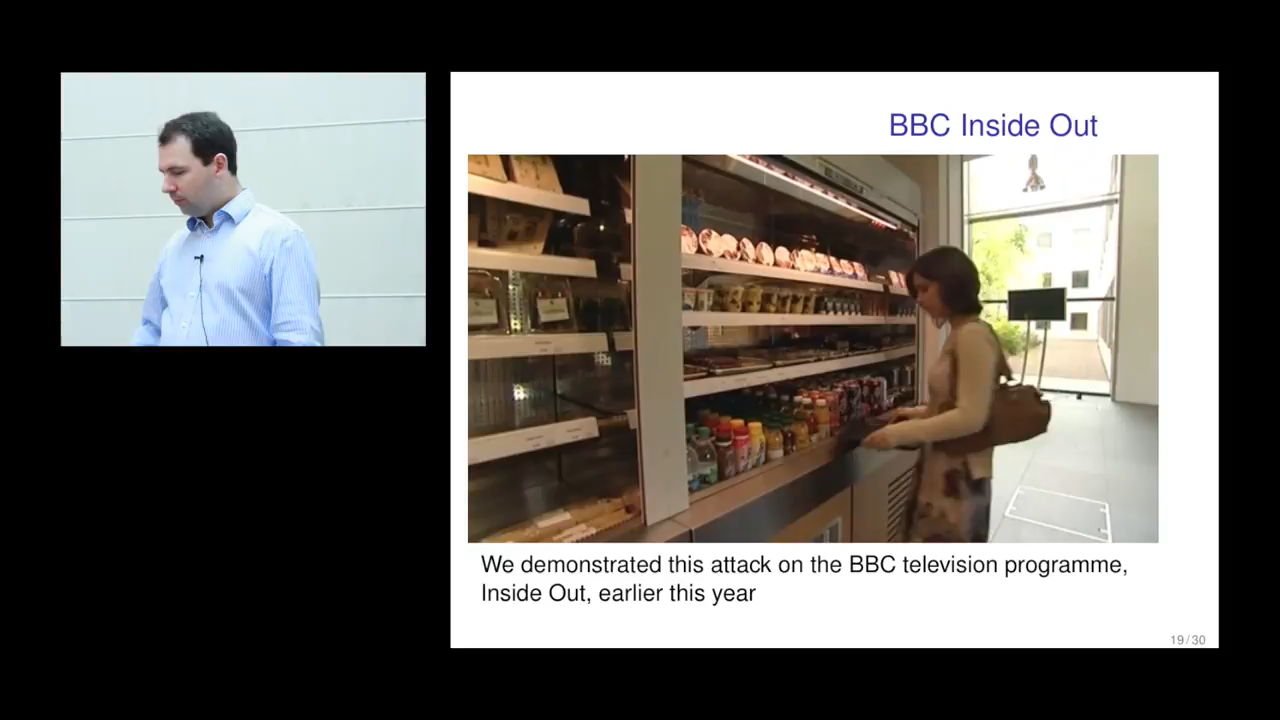 BBC Inside Out
We demonstrated this attack on the BBC television programme,
Inside Out, earlier this year
19 / 30